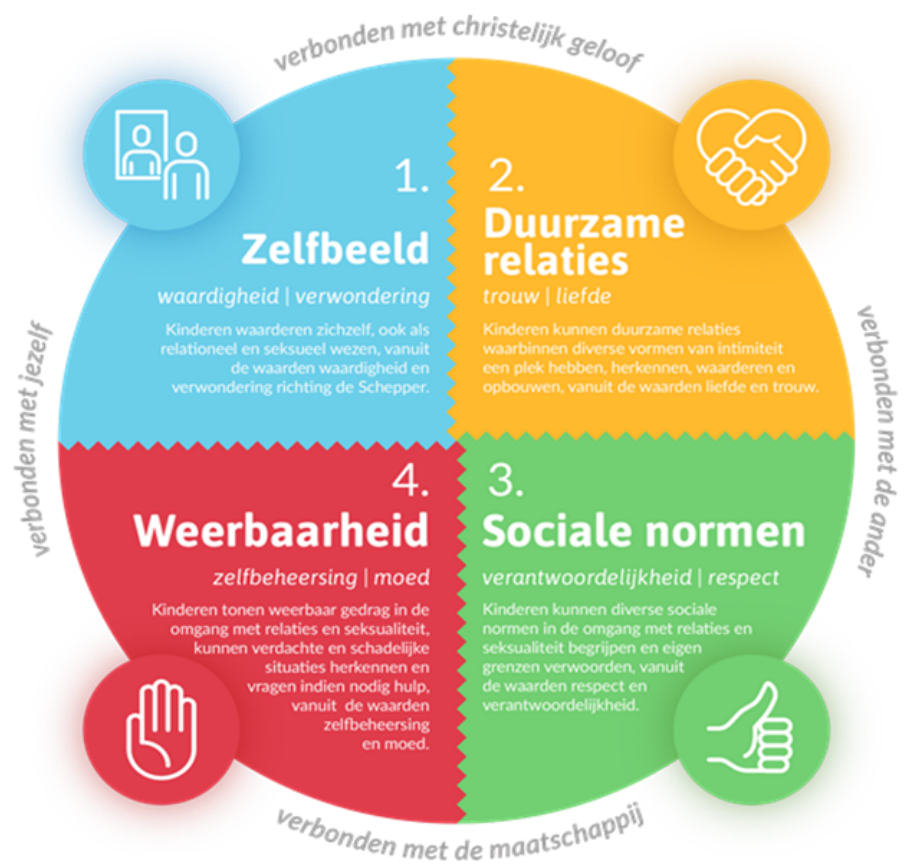 verbonden met christelijk geloof
1.
Zelfbeeld
waardigheid | verwondering
Kinderen waarderen zichzelf, ook als
relationeel en seksueel wezen, vanuit
de waarden waardigheid en
verwondering richting de Schepper.
2.
Duurzame
relaties
trouw | liefde
Kinderen kunnen duurzame relaties
waarbinnen diverse vormen van intimiteit
een plek hebben, herkennen, waarderen en
opbouwen, vanuit de waarden liefde en trouw.
verbonden met jezelf
verbonden met de ander
4.
Weerbaarheid
zelfbeheersing | moed
Kinderen tonen weerbaar gedrag in de
omgang met relaties en seksualiteit,
kunnen verdachte en schadelijke
situaties herkennen en
vragen indien nodig hulp,
vanuit de waarden
zelfbeheersing
en moed.
3.
Sociale normen
verantwoordelijkheid | respect
Kinderen kunnen diverse sociale
normen in de omgang met relaties en
seksualiteit begrijpen en eigen
grenzen verwoorden, vanuit
de waarden respect en
verantwoordelijkheid.
verbonden met de maatschappij